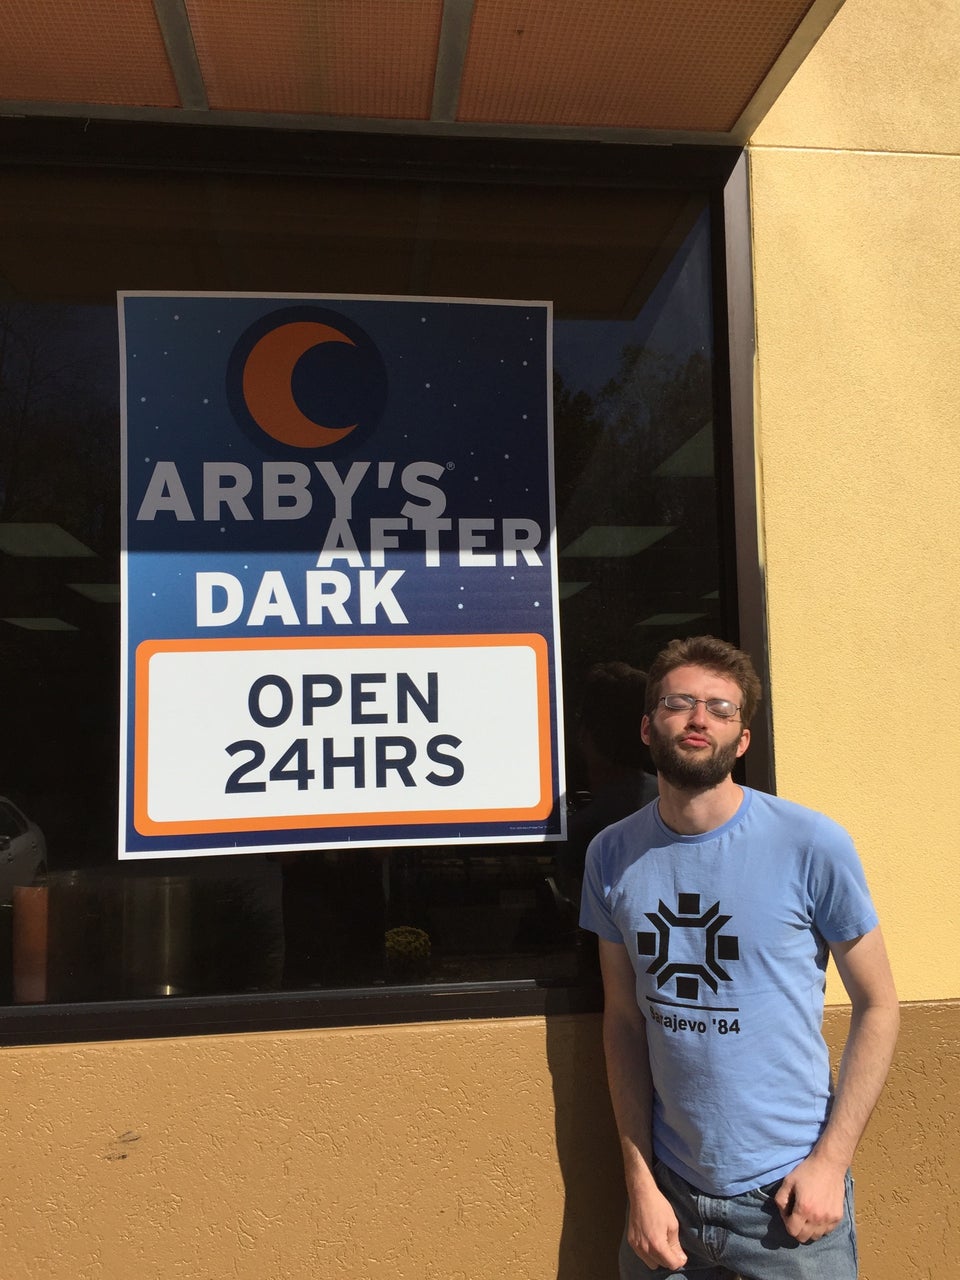 ARBY'S®
AFTER
DARK
OPEN
24HRS
Sarajevo '84